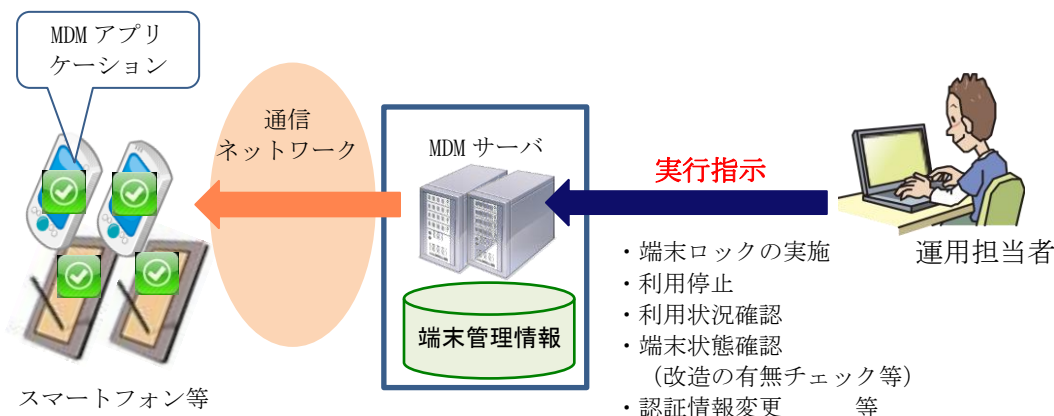 MDM アプリ
ケーション
通信
ネットワーク
MDM サーバ
実行指示
端末管理情報
・端末ロックの実施
・利用停止
・利用状況確認
・端末状態確認
（改造の有無チェック等）
・認証情報変更　　　等
運用担当者
スマートフォン等